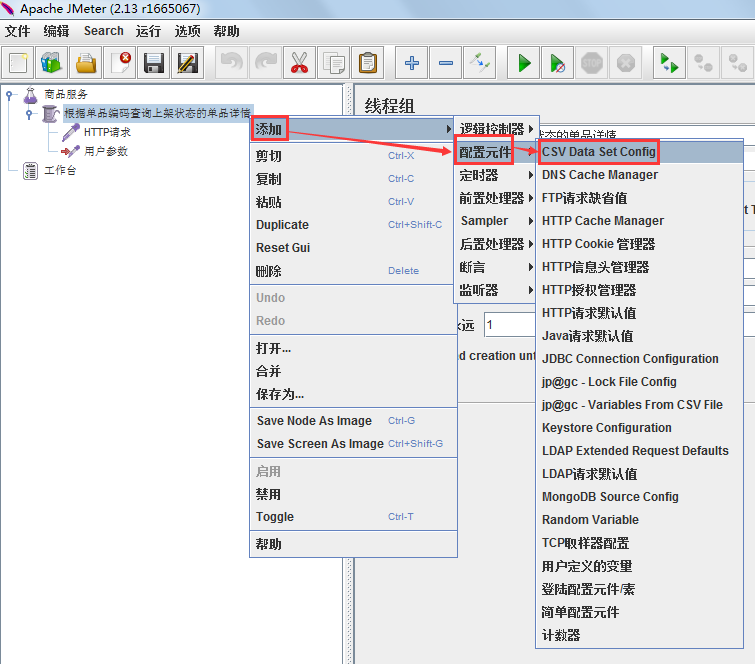 Apache JMeter (2.13 r1665067)
文件 编辑 Search 运行 选项 帮助
STOP
商品服务
根据单品编码查询上架状态的单品详情
HTTP请求
用户参数
工作台
线程组
状态的单品详情
永远 1
添加
剪切 Ctrl-X
复制 Ctrl-C
粘贴 Ctrl-V
Duplicate Ctrl+Shift-C
Reset Gui
删除 Delete
Undo
Redo
打开...
合并
保存为...
Save Node As Image Ctrl-G
Save Screen As Image Ctrl+Shift-G
启用
禁用
Toggle Ctrl-T
帮助
逻辑控制器
配置元件
定时器
前置处理器
Sampler
后置处理器
断言
监听器
d creation unt
CSV Data Set Config
DNS Cache Manager
FTP请求缺省值
HTTP Cache Manager
HTTP Cookie 管理器
HTTP信息头管理器
HTTP授权管理器
HTTP请求默认值
Java请求默认值
JDBC Connection Configuration
jp@gc - Lock File Config
jp@gc - Variables From CSV File
Keystore Configuration
LDAP Extended Request Defaults
LDAP请求默认值
MongoDB Source Config
Random Variable
TCP取样器配置
用户定义的变量
登陆配置元件/素
简单配置元件
计数器